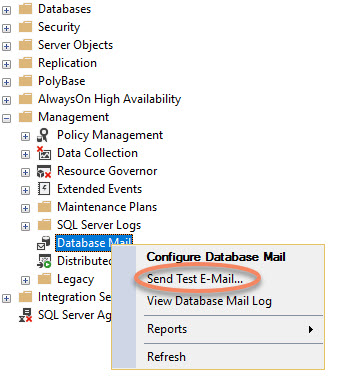 Databases
Security
Server Objects
Replication
PolyBase
AlwaysOn High Availability
Management
Policy Management
Data Collection
Resource Governor
Extended Events
Maintenance Plans
SQL Server Logs
Database Mail
Configure Database Mail
Distributed
Send Test E-Mail...
Legacy
View Database Mail Log
Integration Se
SQL Server Ag
Reports
Refresh